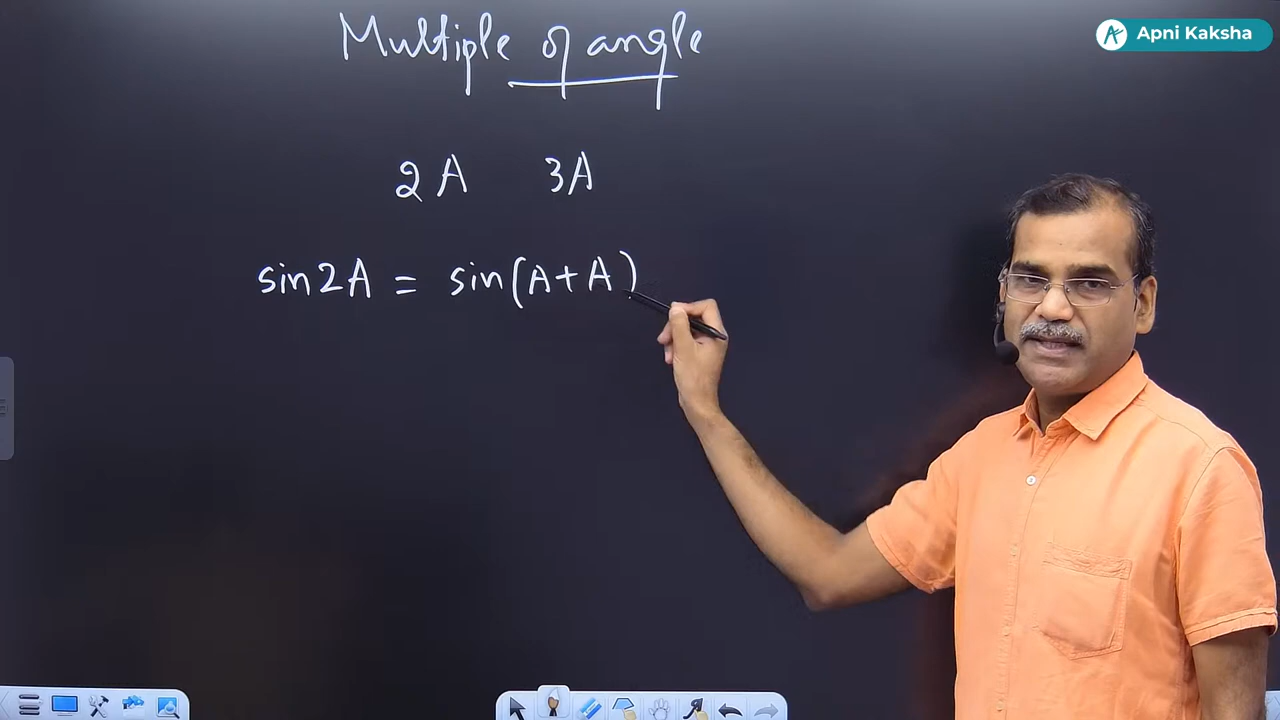 Multiple of angle
Apni Kaksha
2A 3A
sin2A = sin(A+A)